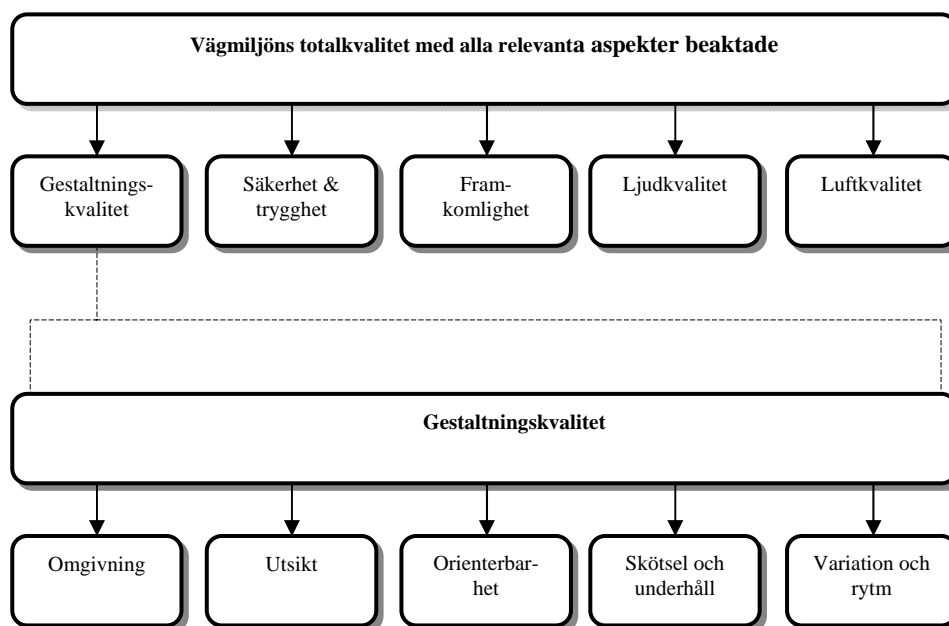 Vägmiljöns totalkvalitet med alla relevanta aspekter beaktade
Gestaltnings-
kvalitet
Säkerhet &
trygghet
Fram-
komlighet
Ljudkvalitet
Luftkvalitet
Gestaltningskvalitet
Omgivning
Utsikt
Orienterbar-
het
Skötsel och
underhåll
Variation och
rytm